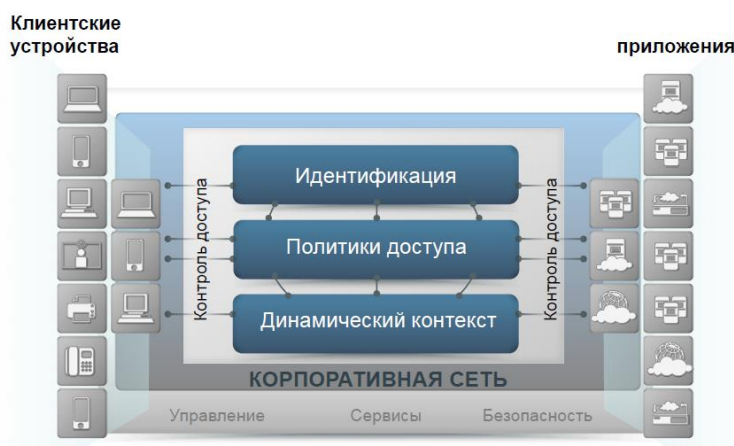 Клиентские
устройства
приложения
Контроль доступа
Идентификация
Политики доступа
Динамический контекст
Контроль доступа
КОРПОРАТИВНАЯ СЕТЬ
Управление Сервисы Безопасность